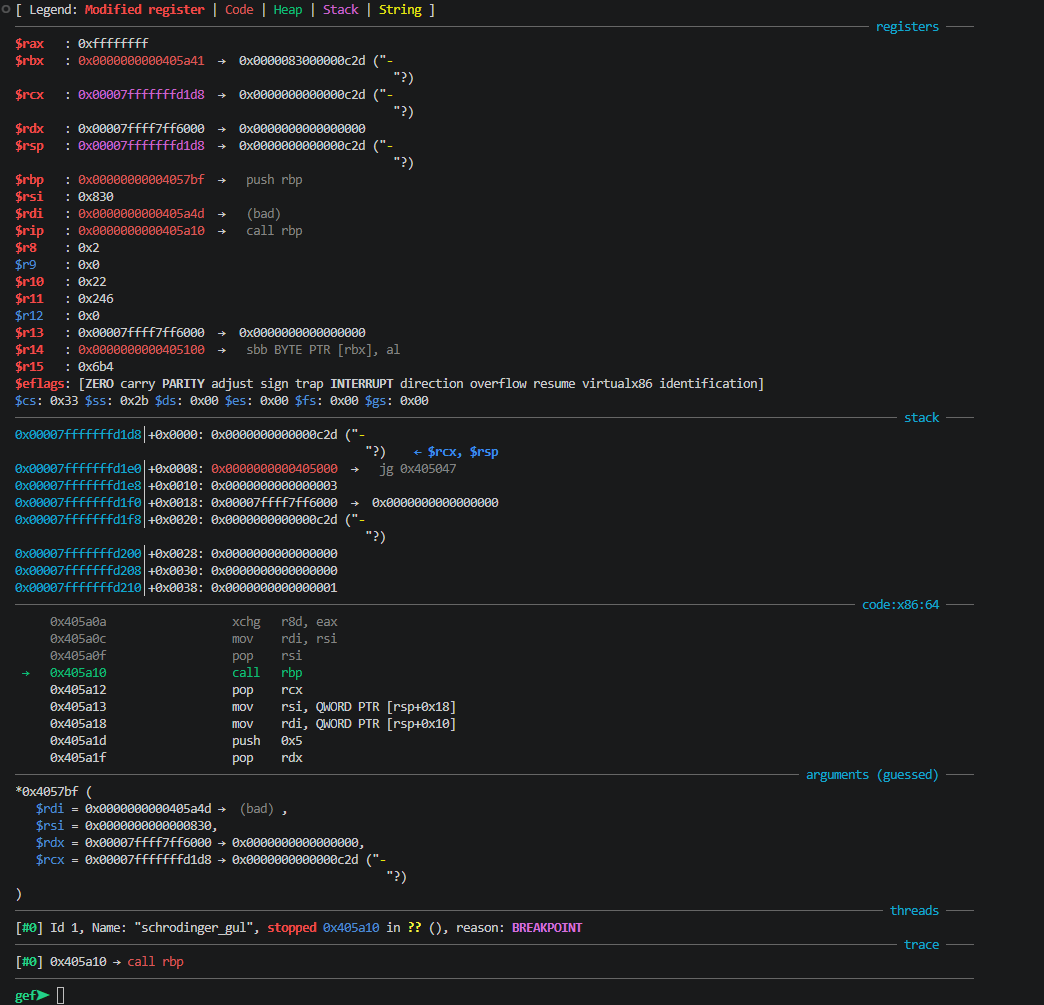 [ Legend: Modified register | Code | Heap | Stack | String ]
registers
$rax   : 0xffffffff
$rbx   : 0x0000000000405a41  →  0x0000083000000c2d ("-
"?)
$rcx   : 0x00007fffffffd1d8  →  0x0000000000000c2d ("-
"?)
$rdx   : 0x00007ffff7ff6000  →  0x0000000000000000
$rsp   : 0x00007fffffffd1d8  →  0x0000000000000c2d ("-
"?)
$rbp   : 0x00000000004057bf  →   push rbp
$rsi   : 0x830
$rdi   : 0x0000000000405a4d  →   (bad)
$rip   : 0x0000000000405a10  →   call rbp
$r8    : 0x2
$r9    : 0x0
$r10   : 0x22
$r11   : 0x246
$r12   : 0x0
$r13   : 0x00007ffff7ff6000  →  0x0000000000000000
$r14   : 0x0000000000405100  →   sbb BYTE PTR [rbx], al
$r15   : 0x6b4
$eflags: [ZERO carry PARITY adjust sign trap INTERRUPT direction overflow resume virtualx86 identification]
$cs: 0x33 $ss: 0x2b $ds: 0x00 $es: 0x00 $fs: 0x00 $gs: 0x00
stack
0x00007fffffffd1d8│+0x0000: 0x0000000000000c2d ("-
"?)    ← $rcx, $rsp
0x00007fffffffd1e0│+0x0008: 0x0000000000405000  →   jg 0x405047
0x00007fffffffd1e8│+0x0010: 0x0000000000000003
0x00007fffffffd1f0│+0x0018: 0x00007ffff7ff6000  →  0x0000000000000000
0x00007fffffffd1f8│+0x0020: 0x0000000000000c2d ("-
"?)
0x00007fffffffd200│+0x0028: 0x0000000000000000
0x00007fffffffd208│+0x0030: 0x0000000000000000
0x00007fffffffd210│+0x0038: 0x0000000000000001
code:x86:64
0x405a0a                  xchg   r8d, eax
0x405a0c                  mov    rdi, rsi
0x405a0f                  pop    rsi
→   0x405a10                  call   rbp
0x405a12                  pop    rcx
0x405a13                  mov    rsi, QWORD PTR [rsp+0x18]
0x405a18                  mov    rdi, QWORD PTR [rsp+0x10]
0x405a1d                  push   0x5
0x405a1f                  pop    rdx
arguments (guessed)
*0x4057bf (
$rdi = 0x0000000000405a4d →  (bad) ,
$rsi = 0x0000000000000830,
$rdx = 0x00007ffff7ff6000 → 0x0000000000000000,
$rcx = 0x00007fffffffd1d8 → 0x0000000000000c2d ("-
"?)
)
threads
[#0] Id 1, Name: "schrodinger_gul", stopped 0x405a10 in ?? (), reason: BREAKPOINT
trace
[#0] 0x405a10 → call rbp
gef➤